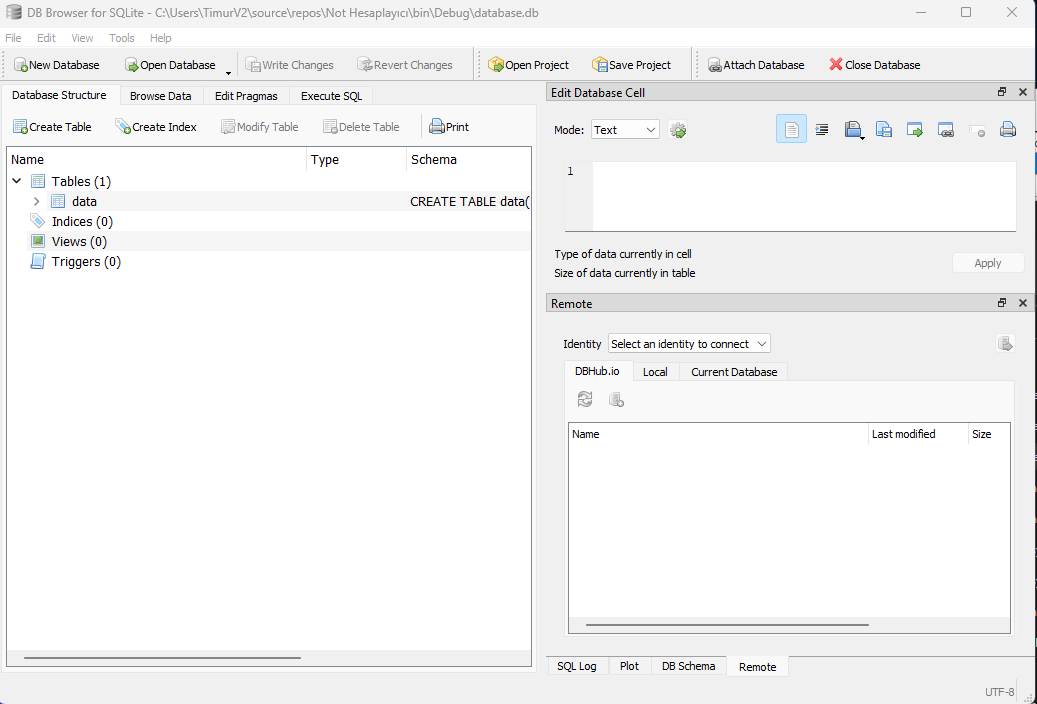 DB Browser for SQLite - C:\Users\TimurV2\source\repos\Not Hesaplayıcı\bin\Debug\database.db
File Edit View Tools Help
New Database Open Database Write Changes Revert Changes Open Project Save Project Attach Database Close Database
Database Structure Browse Data Edit Pragmas Execute SQL
Create Table Create Index Modify Table Delete Table Print
Name Type Schema
Tables (1)
data CREATE TABLE data(
Indices (0)
Views (0)
Triggers (0)
Edit Database Cell
Mode: Text
1
Type of data currently in cell
Size of data currently in table
Apply
Remote
Identity Select an identity to connect
DBHub.io Local Current Database
Name Last modified Size
SQL Log Plot DB Schema Remote
UTF-8